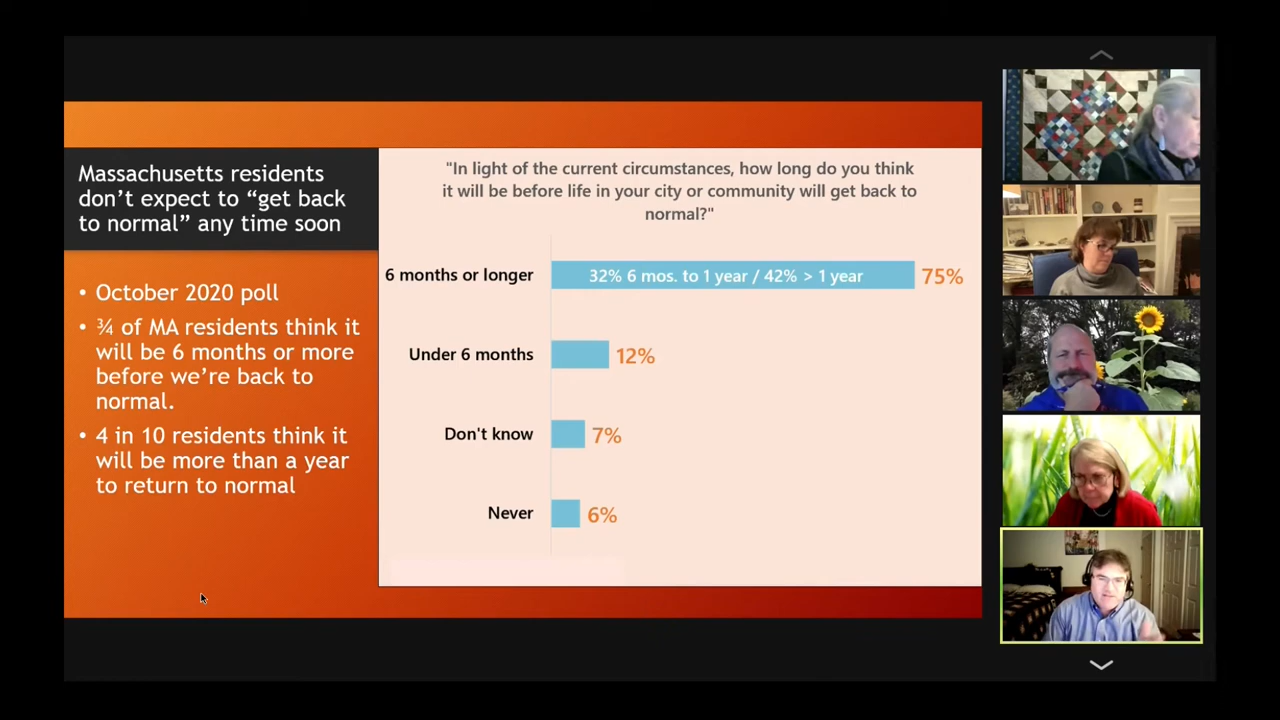 Massachusetts residents
don’t expect to “get back
to normal” any time soon
• October 2020 poll
• ¾ of MA residents think it
will be 6 months or more
before we’re back to
normal.
• 4 in 10 residents think it
will be more than a year
to return to normal
"In light of the current circumstances, how long do you think
it will be before life in your city or community will get back to
normal?"
6 months or longer 32% 6 mos. to 1 year / 42% > 1 year 75%
Under 6 months 12%
Don't know 7%
Never 6%